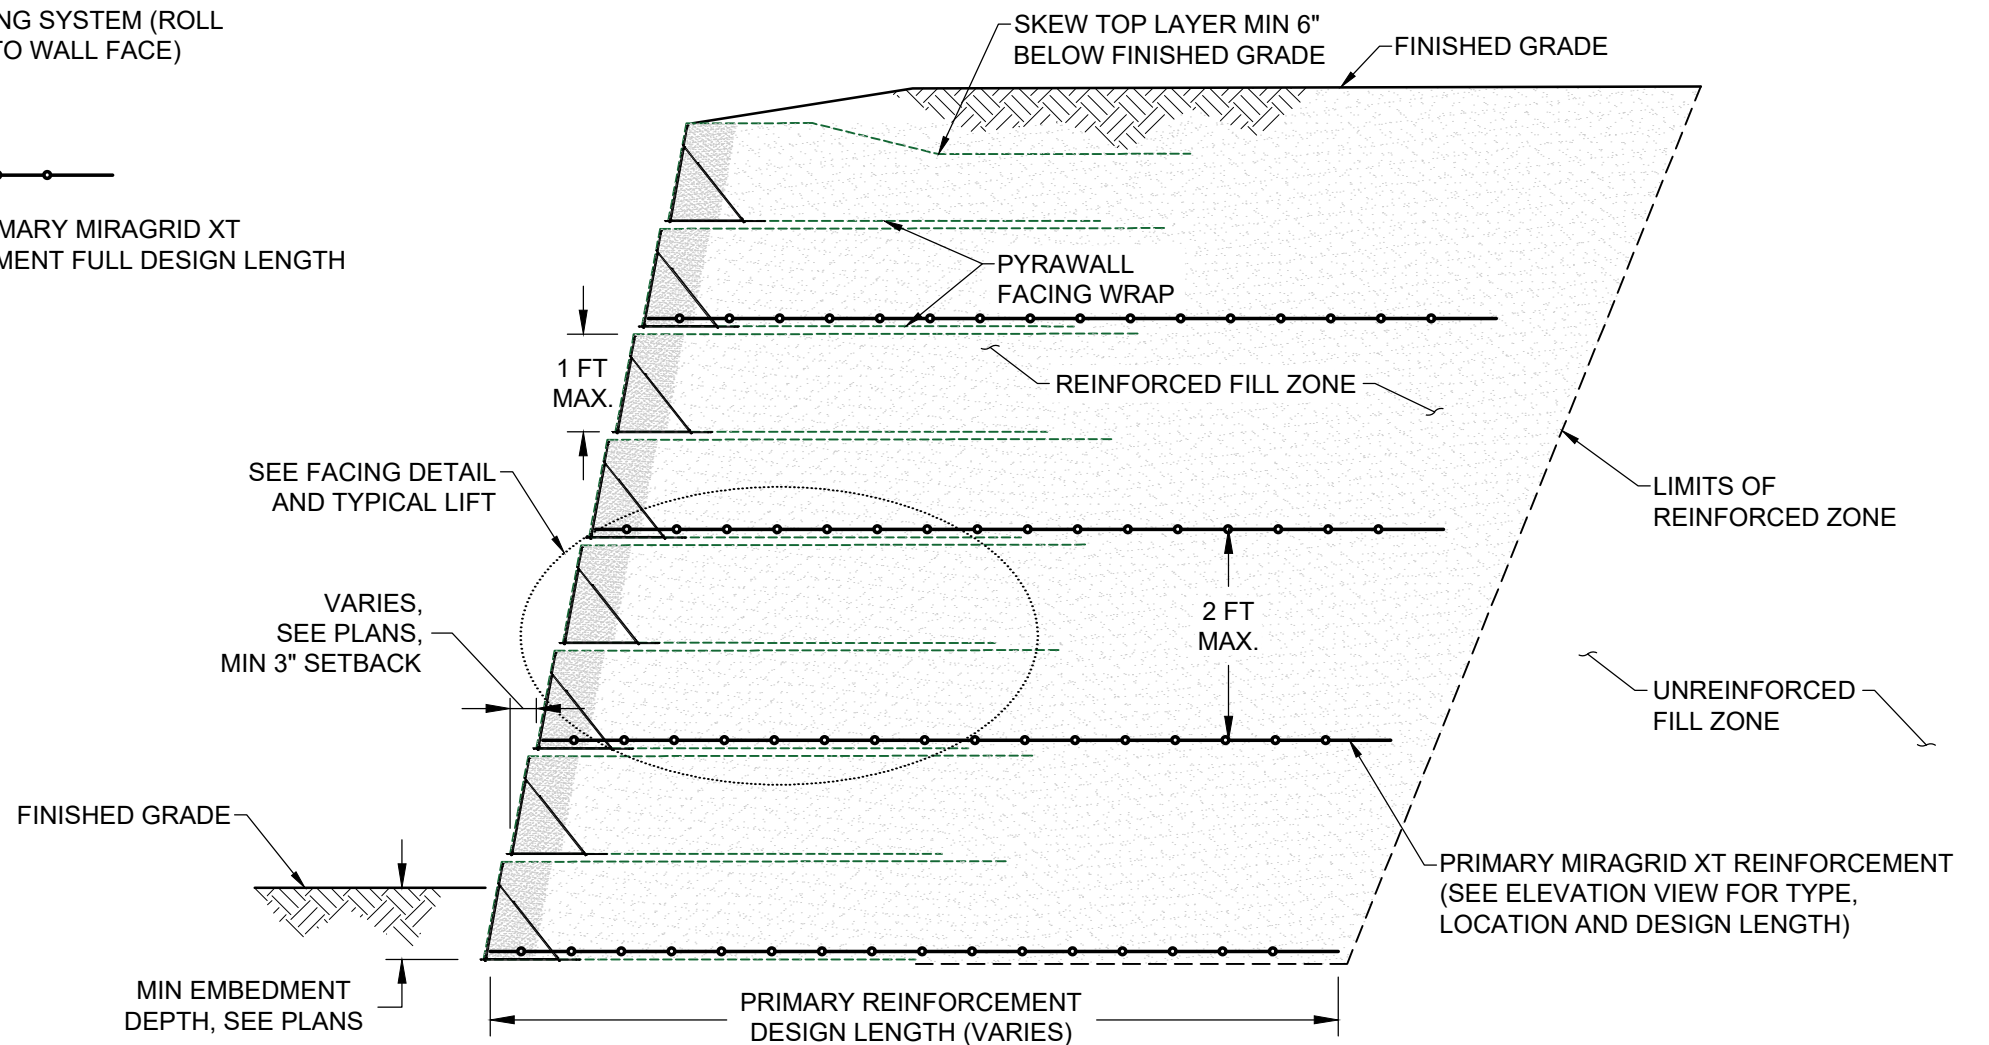 NG SYSTEM (ROLL
TO WALL FACE)
MARY MIRAGRID XT
MENT FULL DESIGN LENGTH
SKEW TOP LAYER MIN 6"
BELOW FINISHED GRADE
FINISHED GRADE
PYRAWALL
FACING WRAP
1 FT
MAX.
REINFORCED FILL ZONE
SEE FACING DETAIL
AND TYPICAL LIFT
LIMITS OF
REINFORCED ZONE
VARIES,
SEE PLANS,
MIN 3" SETBACK
2 FT
MAX.
UNREINFORCED
FILL ZONE
FINISHED GRADE
PRIMARY MIRAGRID XT REINFORCEMENT
(SEE ELEVATION VIEW FOR TYPE,
LOCATION AND DESIGN LENGTH)
MIN EMBEDMENT
DEPTH, SEE PLANS
PRIMARY REINFORCEMENT
DESIGN LENGTH (VARIES)